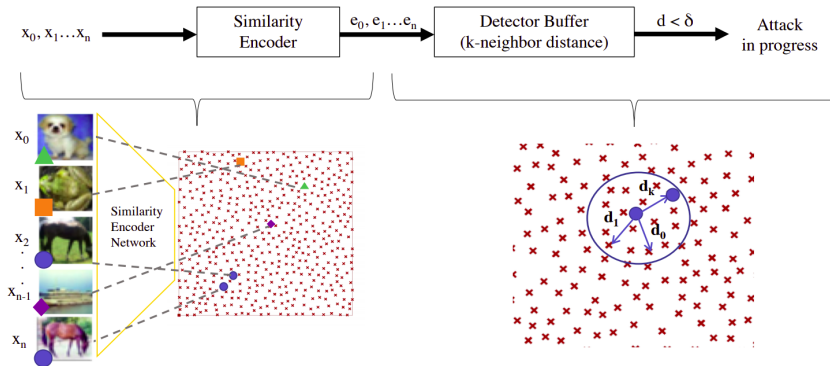 x₀, x₁…xₙ
Similarity
Encoder
e₀, e₁…eₙ
Detector Buffer
(k-neighbor distance)
d < δ
Attack
in progress
x₀
x₁
x₂
⋮
xₙ₋₁
xₙ
Similarity
Encoder
Network
dₖ
d₁
d₀